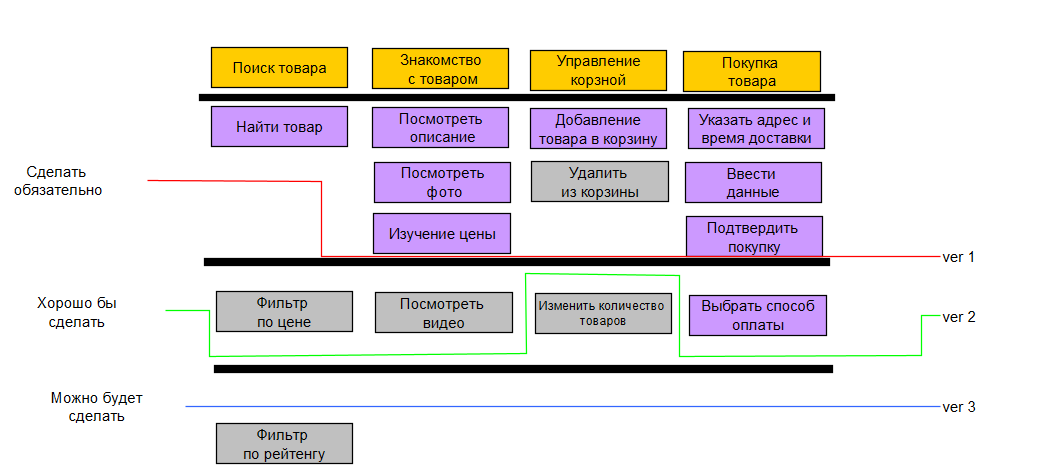 Поиск товара
Знакомство
с товаром
Управление
корзной
Покупка
товара
Найти товар
Посмотреть
описание
Добавление
товара в корзину
Указать адрес и
время доставки
Сделать
обязательно
Посмотреть
фото
Удалить
из корзины
Ввести
данные
Изучение цены
Подтвердить
покупку
ver 1
Хорошо бы
сделать
Фильтр
по цене
Посмотреть
видео
Изменить количество
товаров
Выбрать способ
оплаты
ver 2
Можно будет
сделать
ver 3
Фильтр
по рейтенгу